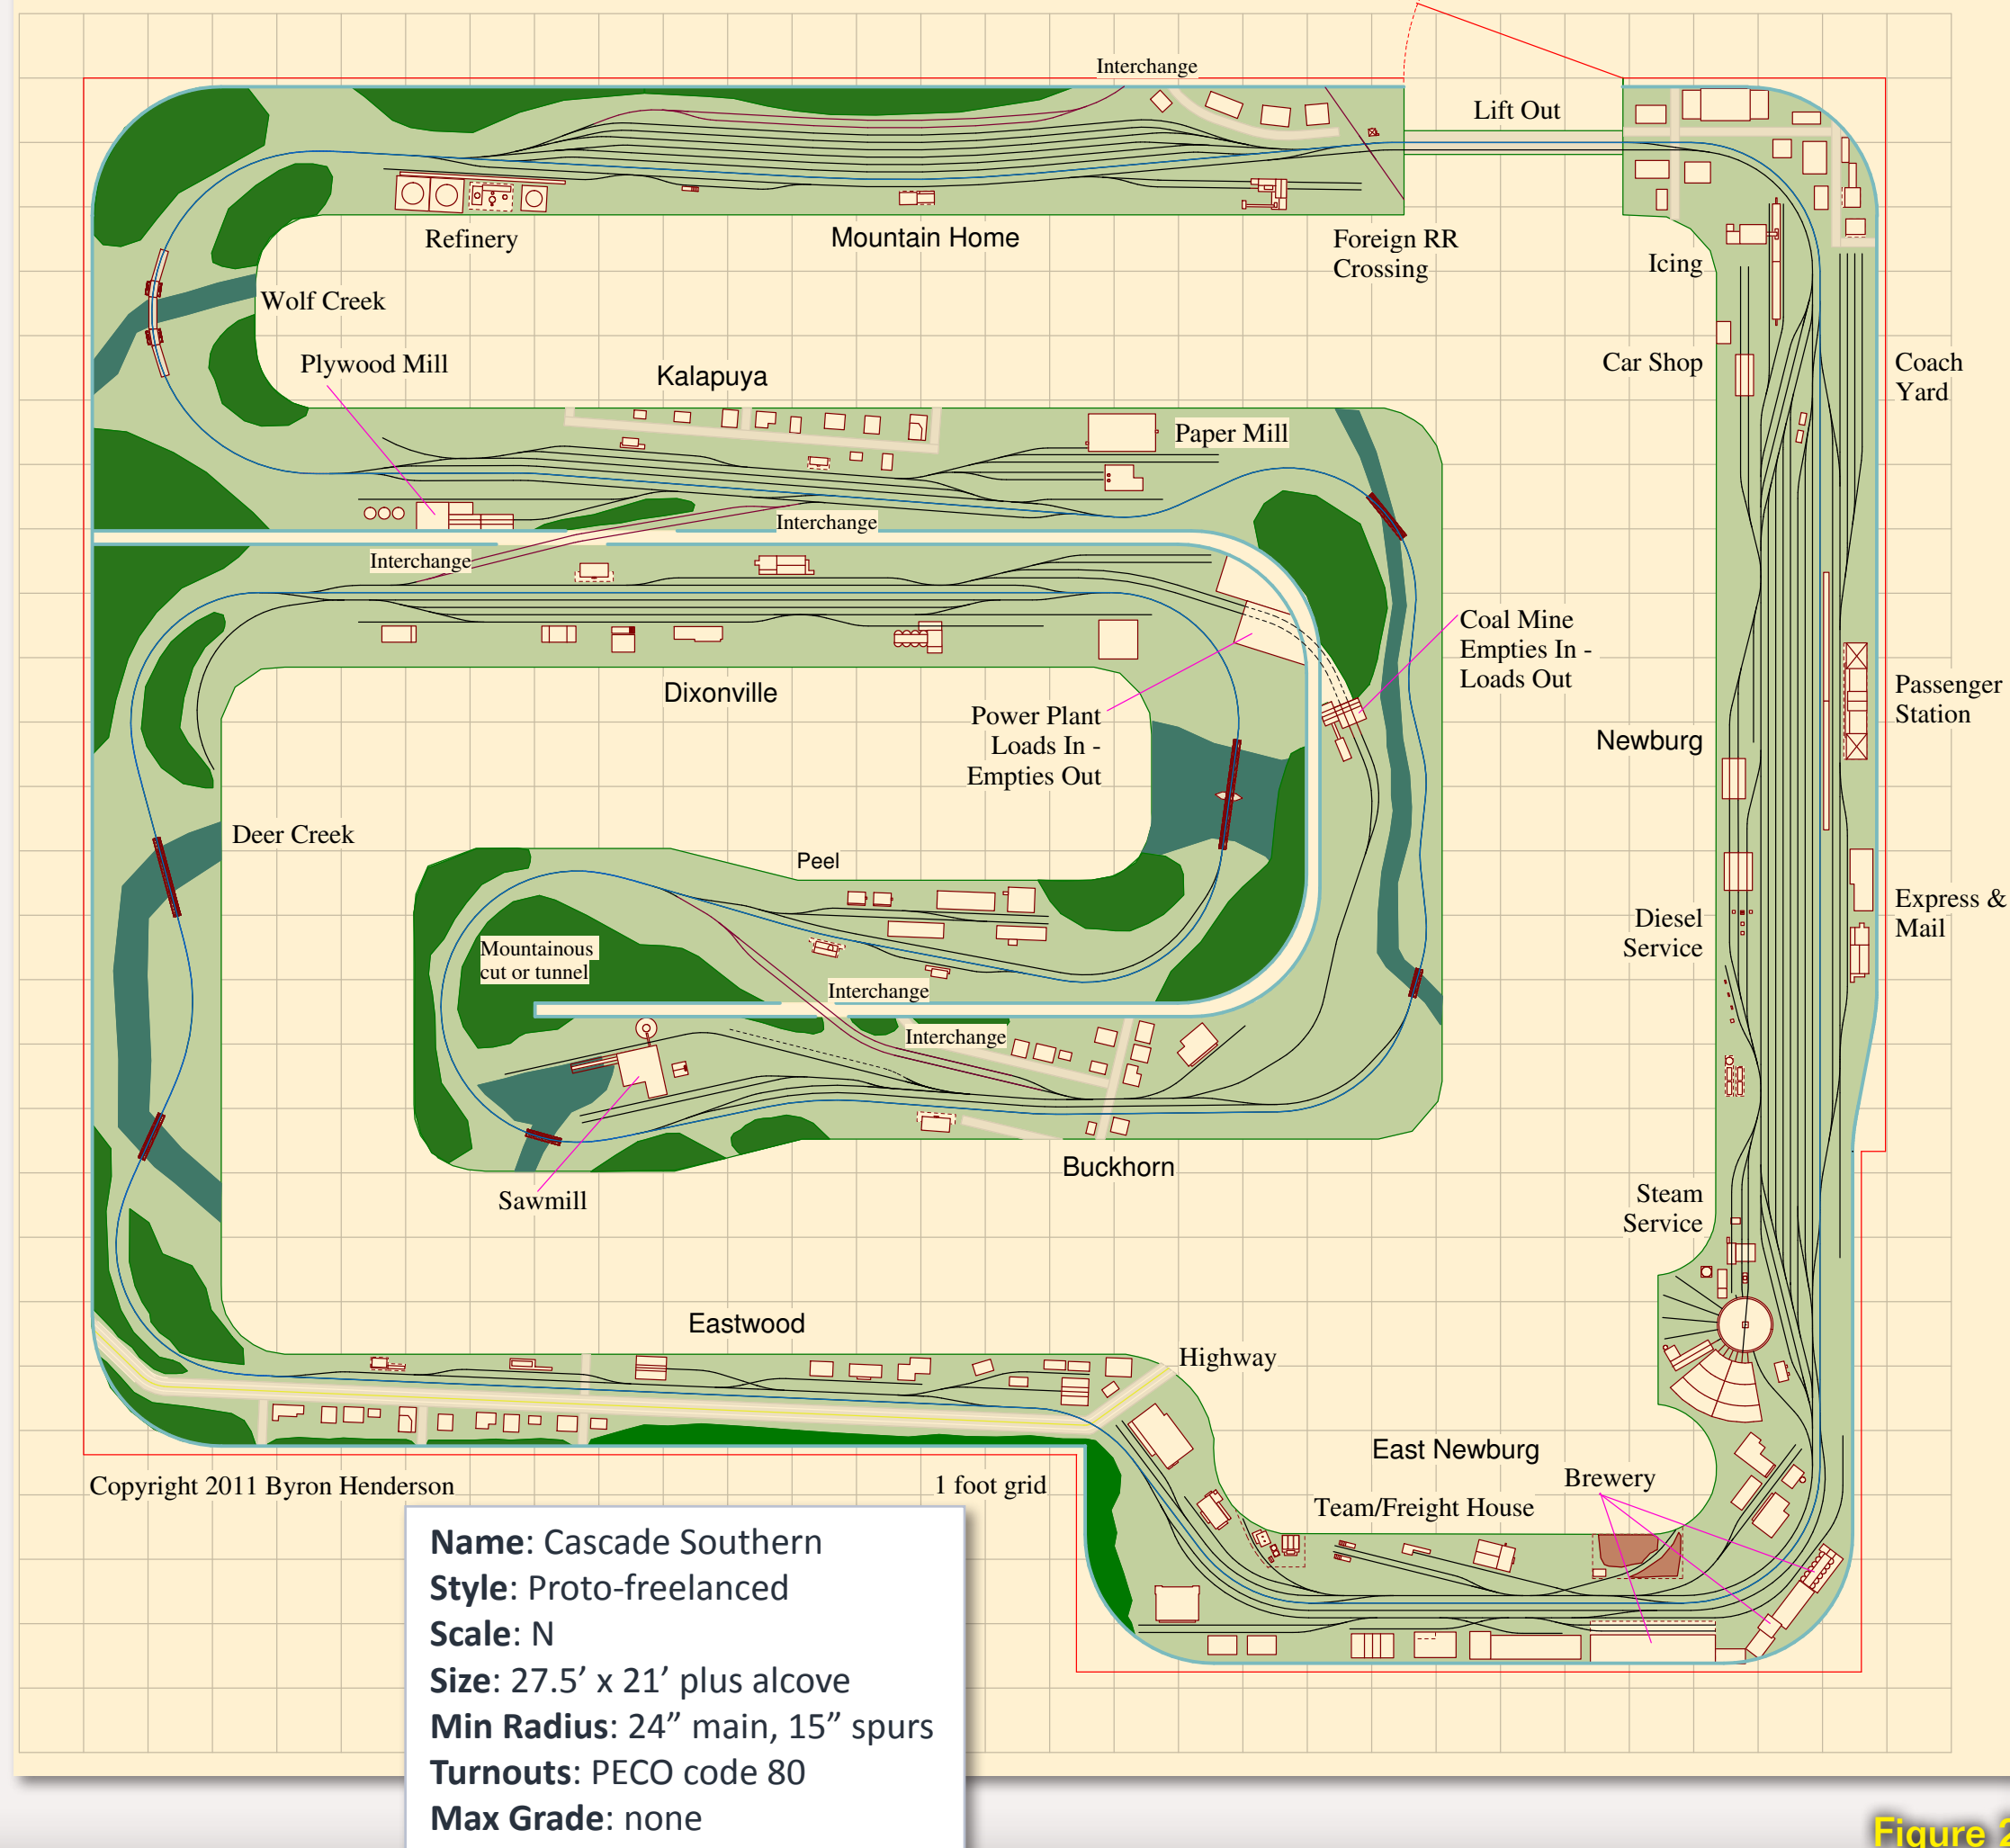 Interchange
Lift Out
Refinery
Mountain Home
Foreign RR
Crossing
Icing
Wolf Creek
Plywood Mill
Kalapuya
Car Shop
Coach
Yard
Paper Mill
Interchange
Interchange
Coal Mine
Empties In -
Loads Out
Dixonville
Power Plant
Loads In -
Empties Out
Newburg
Passenger
Station
Deer Creek
Peel
Diesel
Service
Express &
Mail
Mountainous
cut or tunnel
Interchange
Interchange
Buckhorn
Sawmill
Steam
Service
Eastwood
Highway
East Newburg
Brewery
Team/Freight House
Copyright 2011 Byron Henderson
1 foot grid
Name: Cascade Southern
Style: Proto-freelanced
Scale: N
Size: 27.5’ x 21’ plus alcove
Min Radius: 24” main, 15” spurs
Turnouts: PECO code 80
Max Grade: none
Figure 2